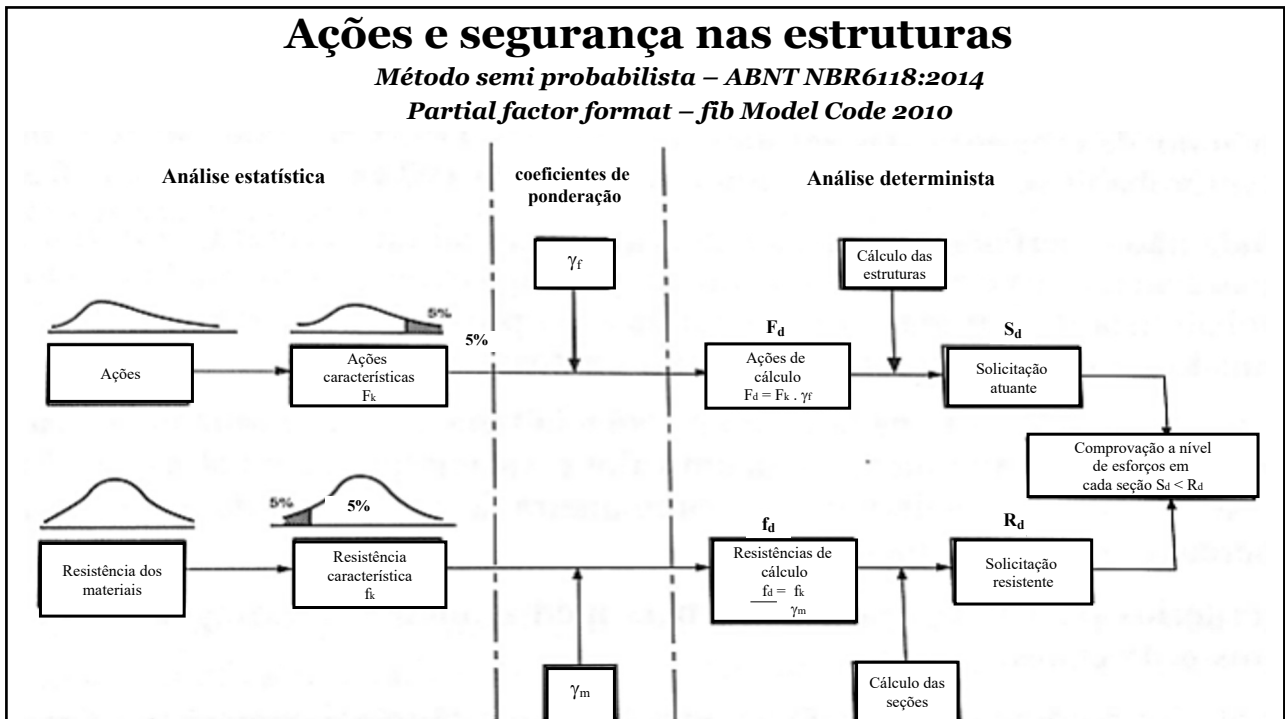 Ações e segurança nas estruturas
Método semi probabilista – ABNT NBR6118:2014
Partial factor format – fib Model Code 2010
Análise estatística
coeficientes de
ponderação
Análise determinista
γf
Cálculo das
estruturas
5%
5%
Fd
Sd
Ações
Ações
características
Fk
Ações de
cálculo
Fd = Fk . γf
Solicitação
atuante
Comprovação a nível
de esforços em
cada seção Sd < Rd
5%
5%
fd
Rd
Resistência dos
materiais
Resistência
característica
fk
Resistências de
cálculo
fd = fk
γm
Solicitação
resistente
γm
Cálculo das
seções